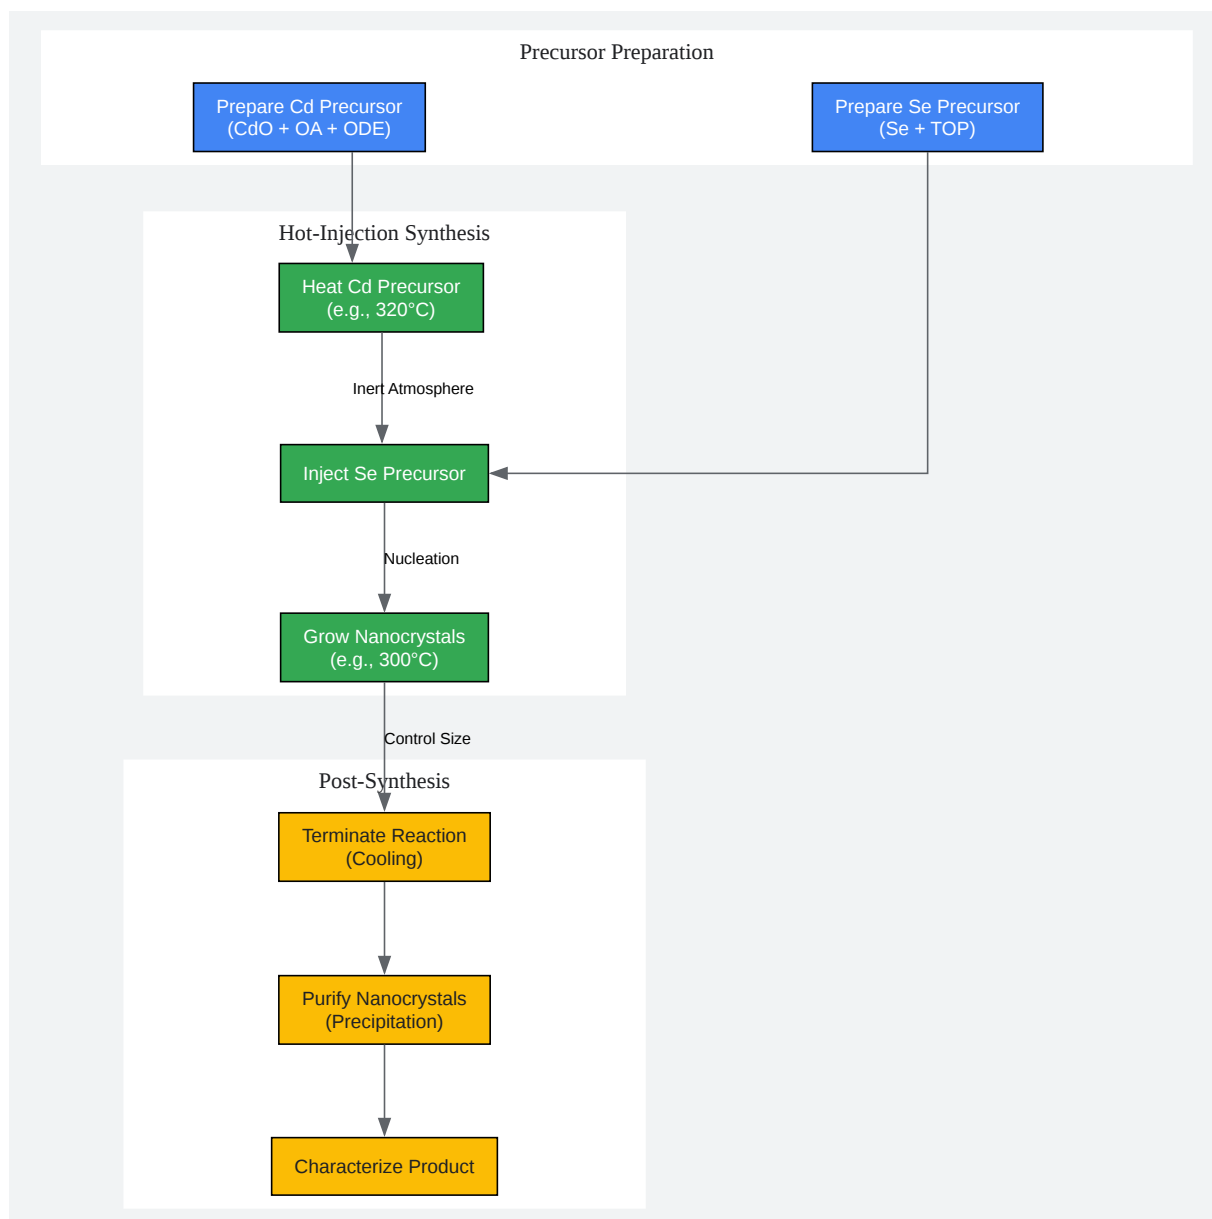 Precursor Preparation
Prepare Cd Precursor
(CdO + OA + ODE)
Prepare Se Precursor
(Se + TOP)
Hot-Injection Synthesis
Heat Cd Precursor
(e.g., 320°C)
Inert Atmosphere
Inject Se Precursor
Nucleation
Grow Nanocrystals
(e.g., 300°C)
Control Size
Post-Synthesis
Terminate Reaction
(Cooling)
Purify Nanocrystals
(Precipitation)
Characterize Product